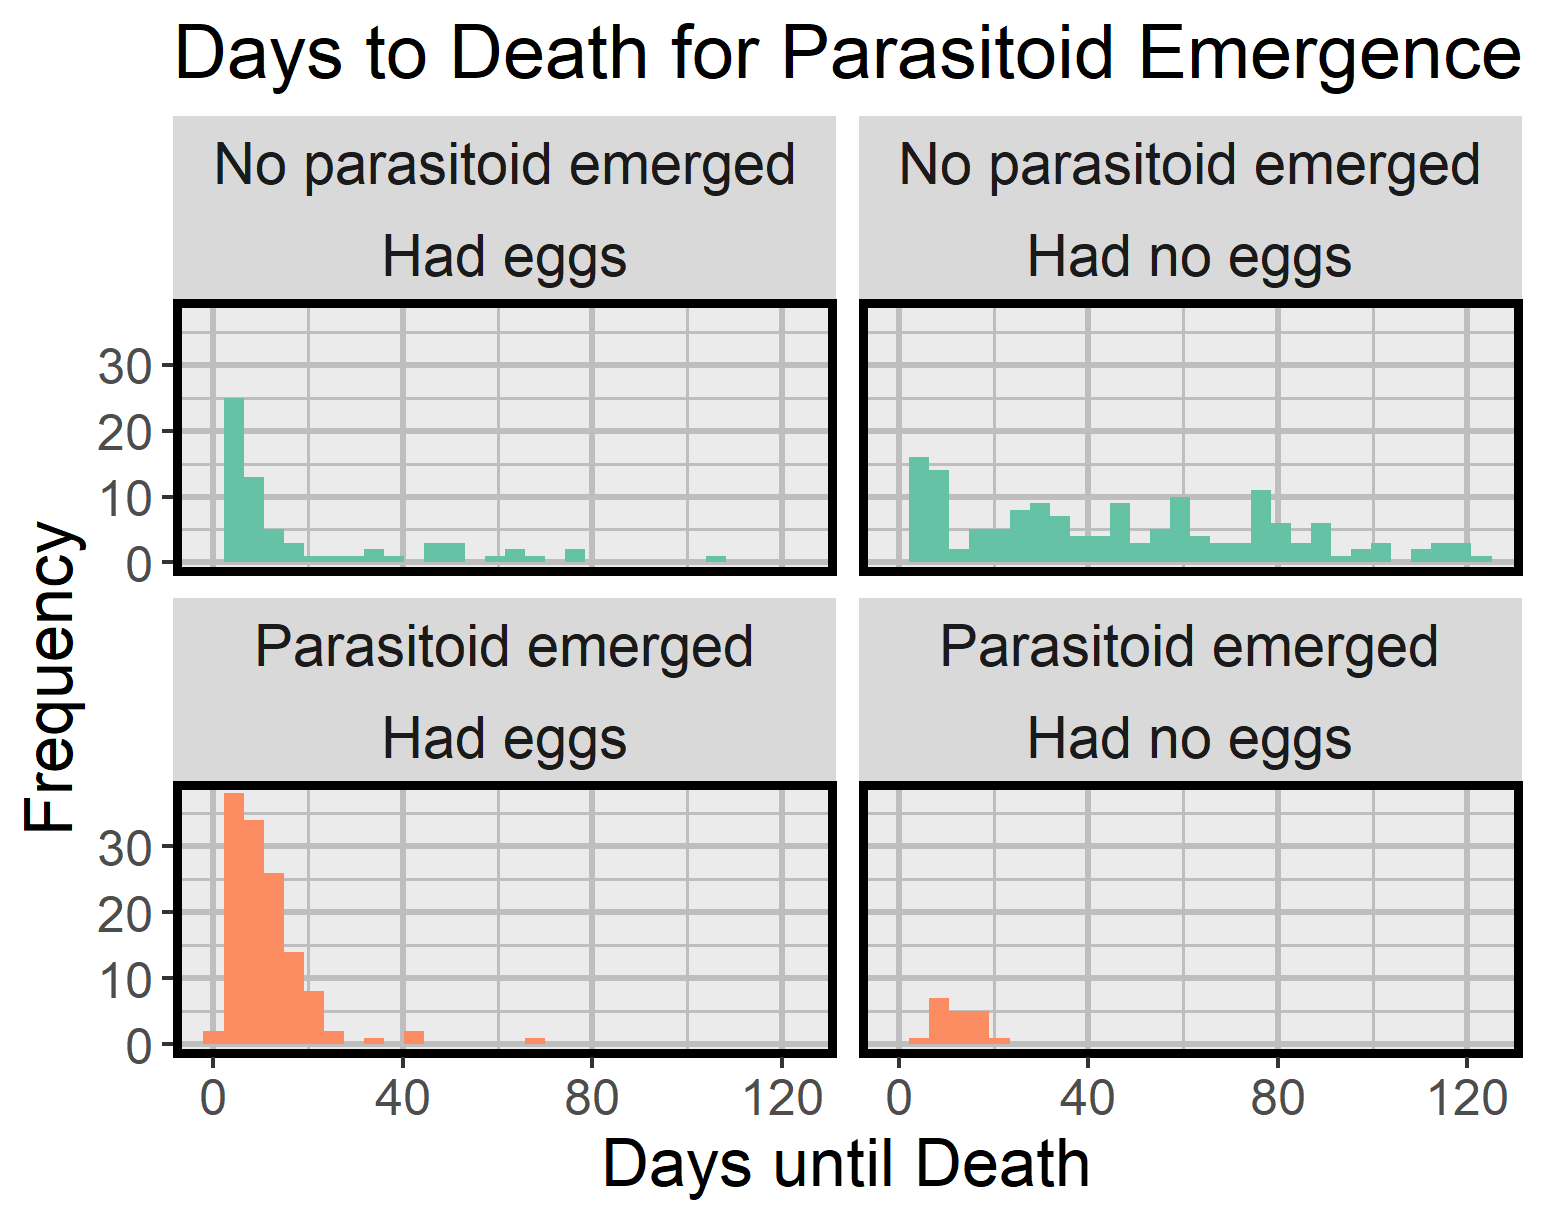 Days to Death for Parasitoid Emergence
No parasitoid emerged
Had eggs
No parasitoid emerged
Had no eggs
30
20
10
0
Parasitoid emerged
Had eggs
Parasitoid emerged
Had no eggs
30
20
10
0
0 40 80 120
0 40 80 120
Frequency
Days until Death